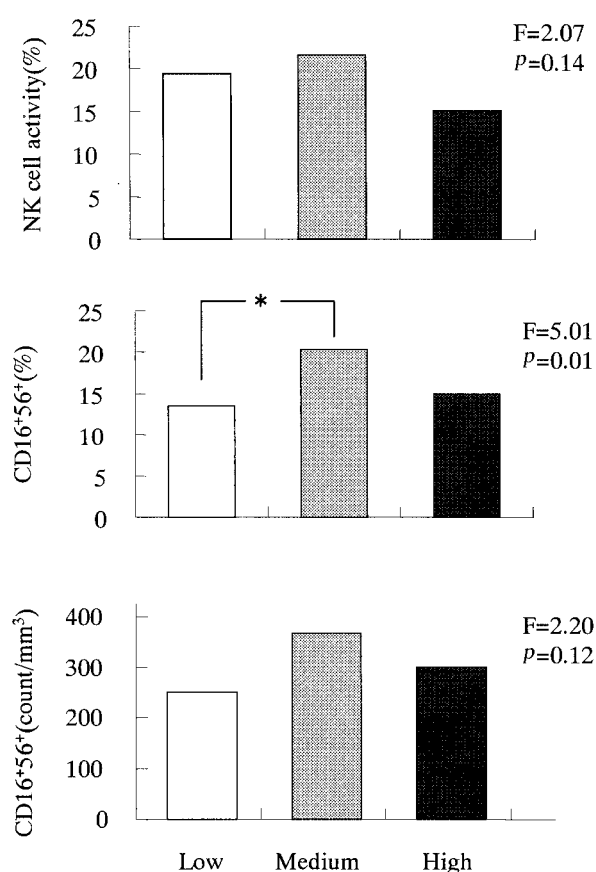 NK cell activity(%)
25
20
15
10
5
0
F=2.07
p=0.14
CD16⁺56⁺(%)
25
20
15
10
5
0
*
F=5.01
p=0.01
CD16⁺56⁺(count/mm³)
400
300
200
100
0
F=2.20
p=0.12
Low Medium High